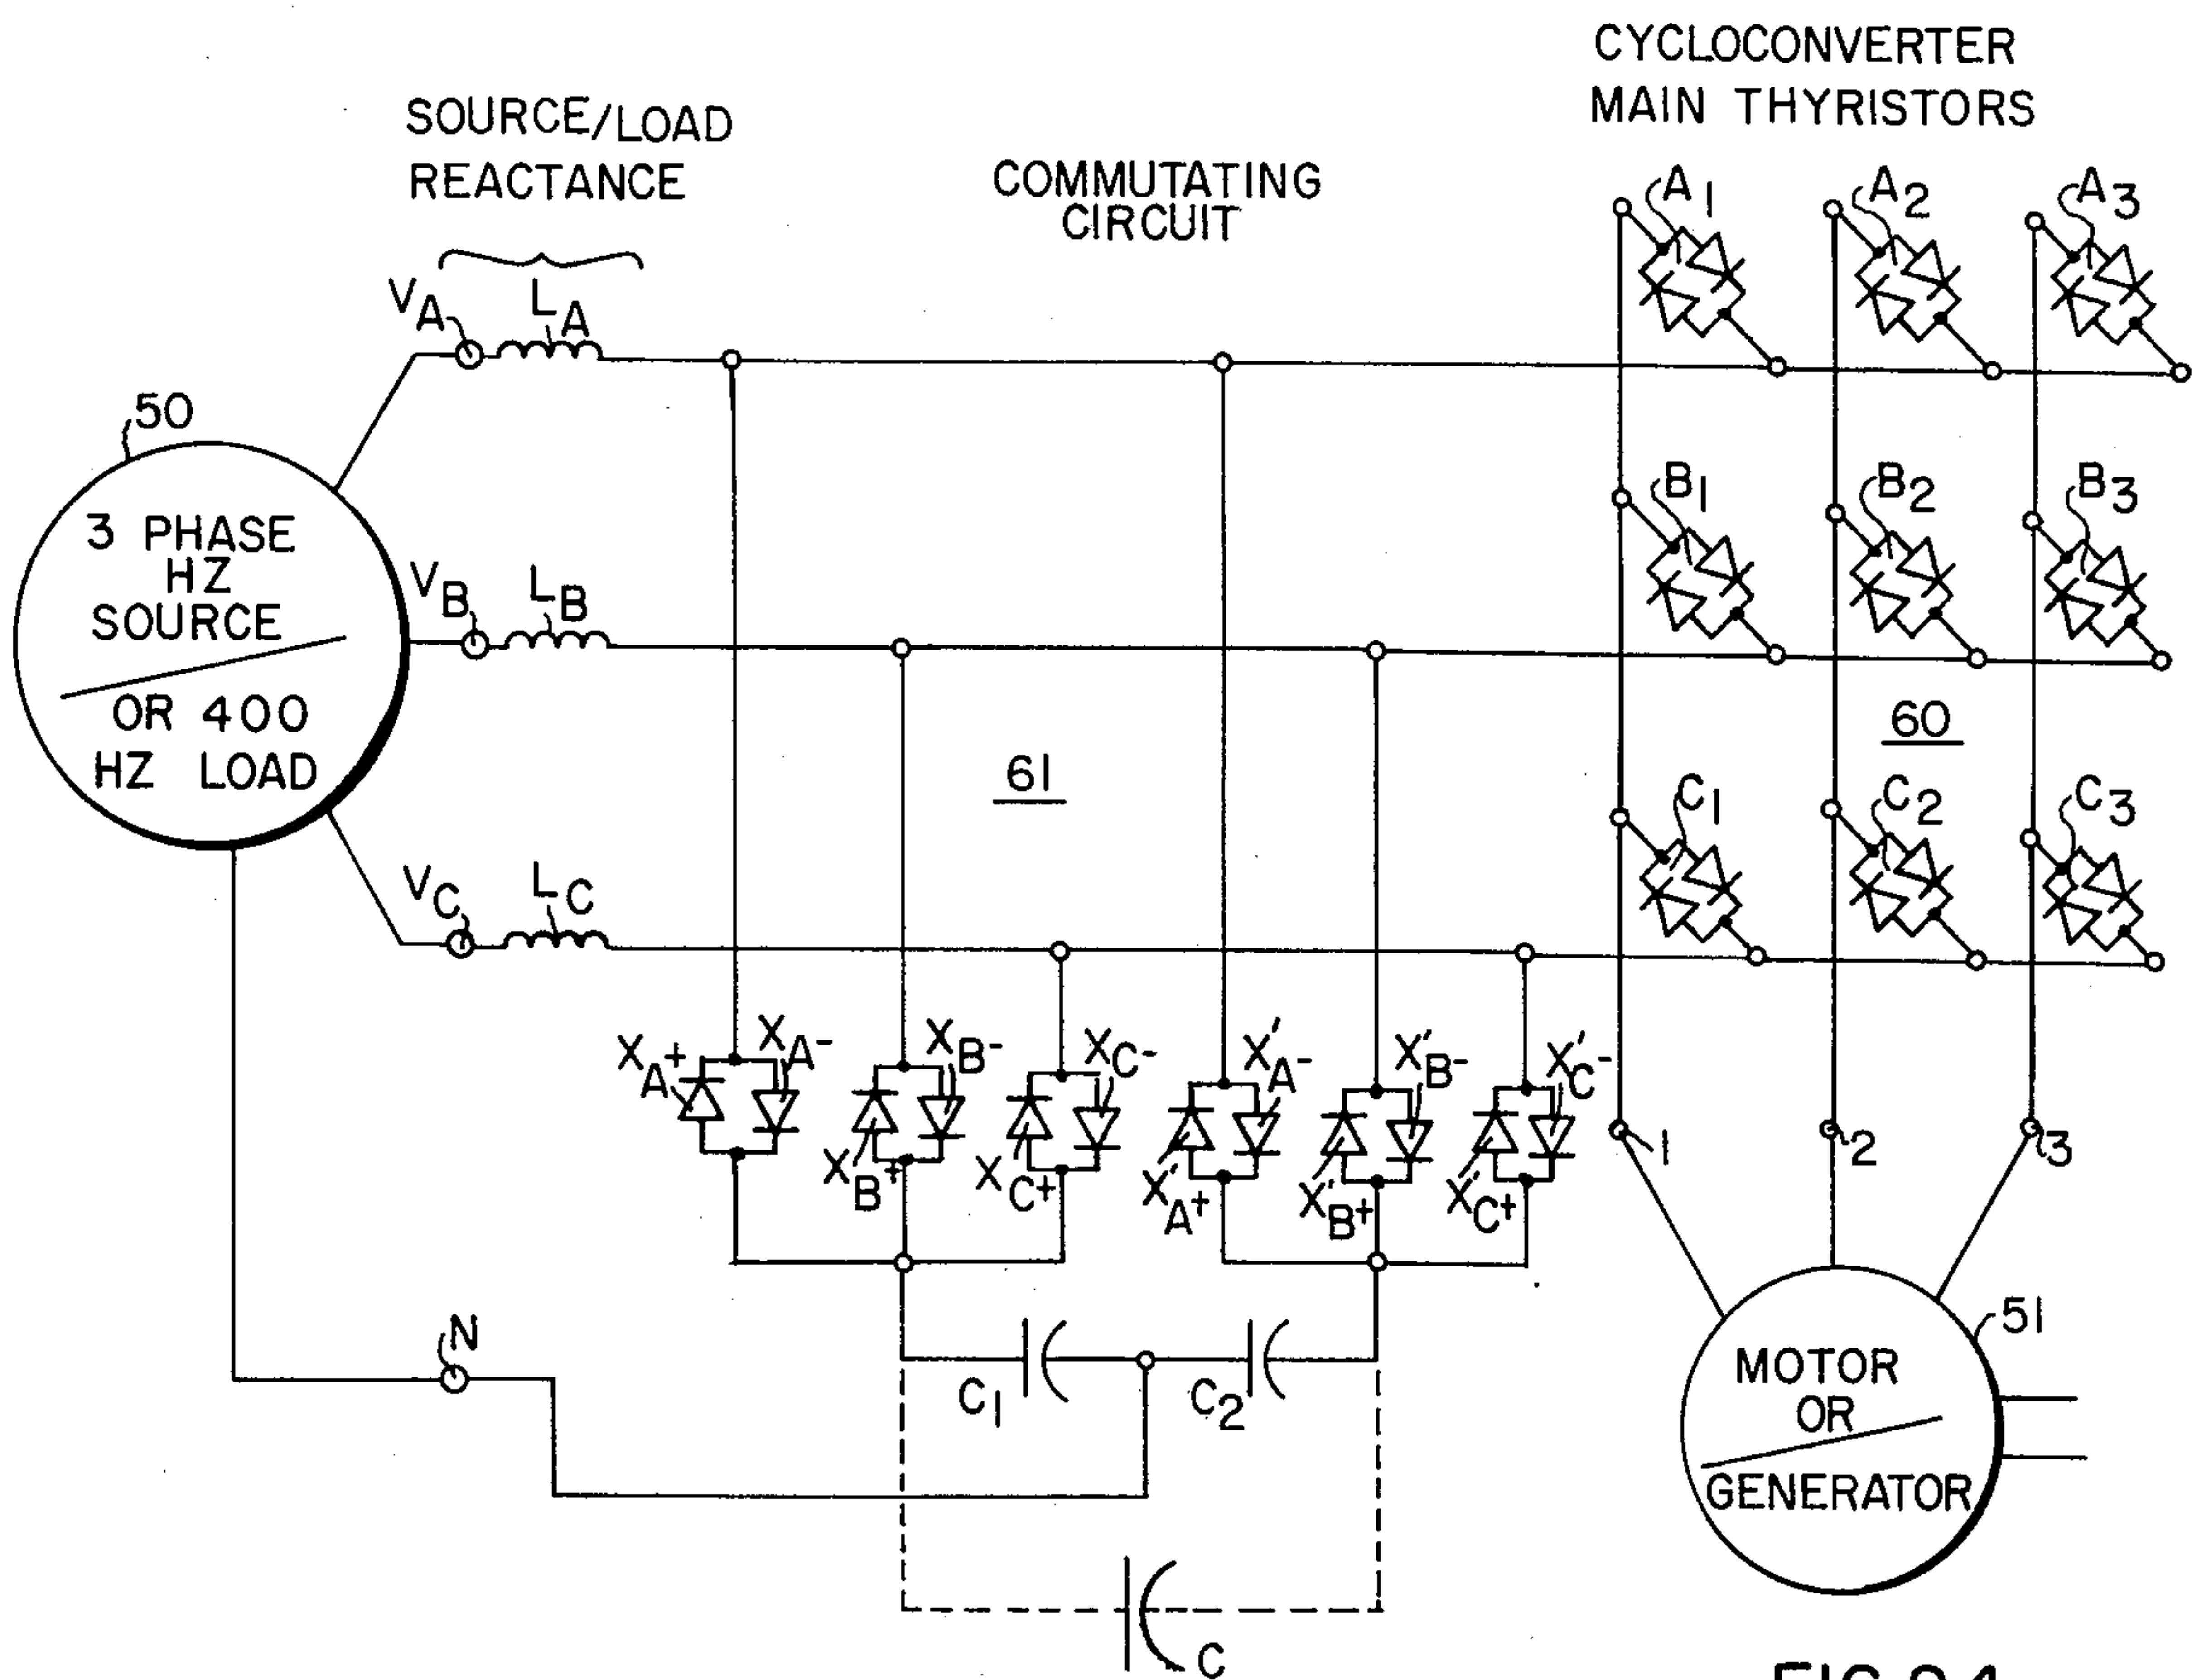 CYCLOCONVERTER
MAIN THYRISTORS
SOURCE/LOAD
REACTANCE
COMMUTATING
CIRCUIT
A1
A2
A3
VA
LA
50
3 PHASE
HZ
SOURCE
OR 400
HZ LOAD
VB
LB
B1
B2
B3
60
61
VC
LC
C1
C2
C3
XA+
XA-
XB-
XC-
X'A-
X'B-
X'C-
XB+
XC+
X'A+
X'B+
X'C+
1
2
3
N
C1
C2
51
MOTOR
OR
GENERATOR
C